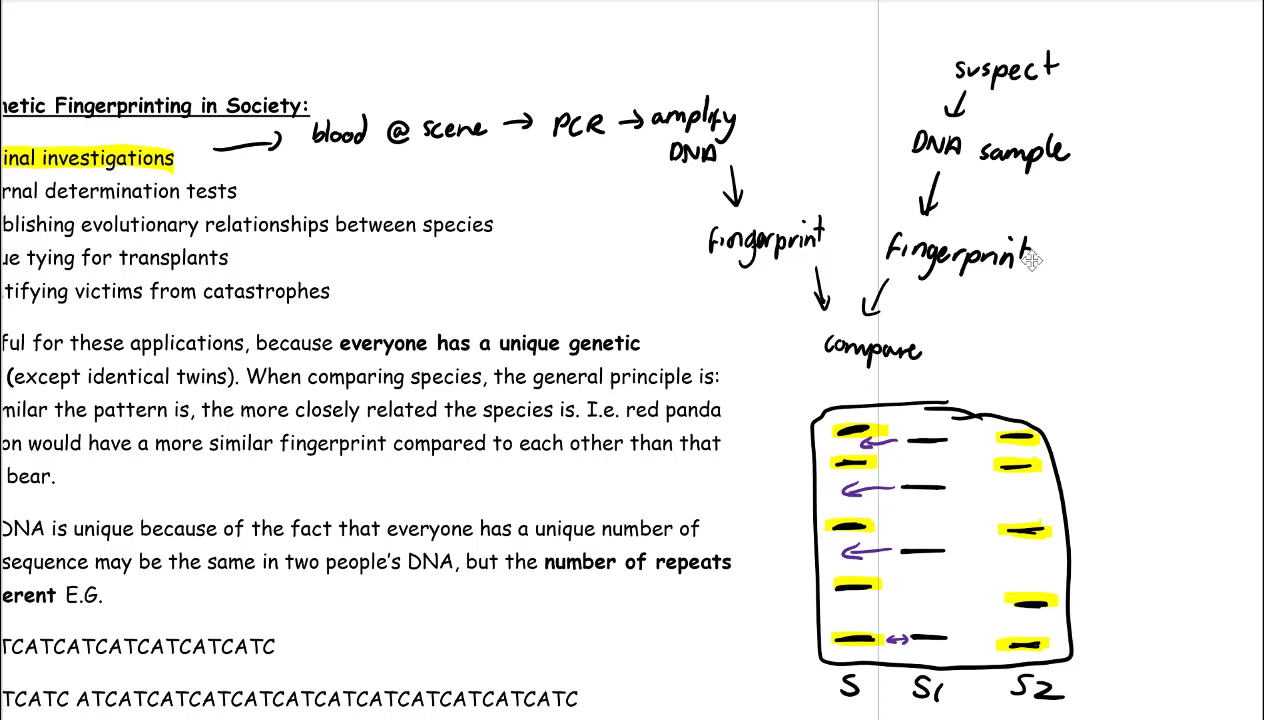 netic Fingerprinting in Society:
inal investigations
rnal determination tests
blishing evolutionary relationships between species
ue tying for transplants
tifying victims from catastrophes
ful for these applications, because everyone has a unique genetic
(except identical twins). When comparing species, the general principle is:
milar the pattern is, the more closely related the species is. I.e. red panda
on would have a more similar fingerprint compared to each other than that
bear.
DNA is unique because of the fact that everyone has a unique number of
sequence may be the same in two people's DNA, but the number of repeats
erent E.G.
TCATCATCATCATCATC
TCATC ATCATCATCATCATCATCATCATCATCATC
blood @ scene → PCR → amplify
DNA
fingerprint
suspect
DNA sample
fingerprint
compare
S S1 S2